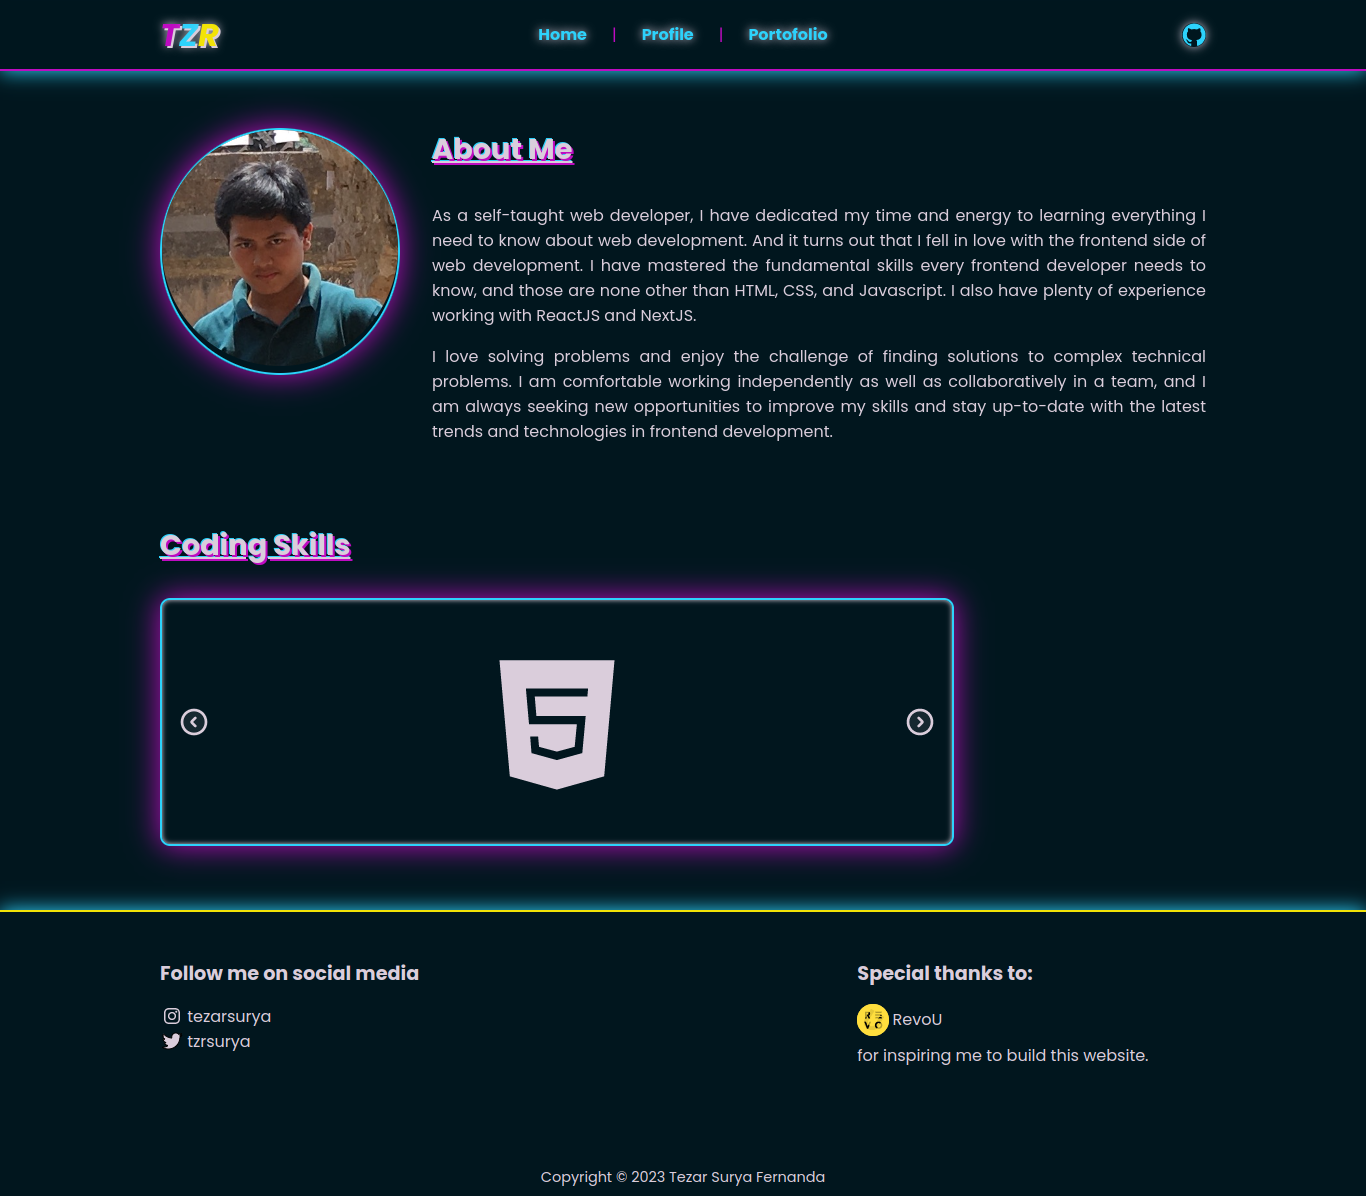 TZR
Home | Profile | Portofolio
About Me
As a self-taught web developer, I have dedicated my time and energy to learning everything I
need to know about web development. And it turns out that I fell in love with the frontend side of
web development. I have mastered the fundamental skills every frontend developer needs to
know, and those are none other than HTML, CSS, and Javascript. I also have plenty of experience
working with ReactJS and NextJS.
I love solving problems and enjoy the challenge of finding solutions to complex technical
problems. I am comfortable working independently as well as collaboratively in a team, and I
am always seeking new opportunities to improve my skills and stay up-to-date with the latest
trends and technologies in frontend development.
Coding Skills
5
Follow me on social media
tezarsurya
tzrsurya
Special thanks to:
RevoU
for inspiring me to build this website.
Copyright © 2023 Tezar Surya Fernanda